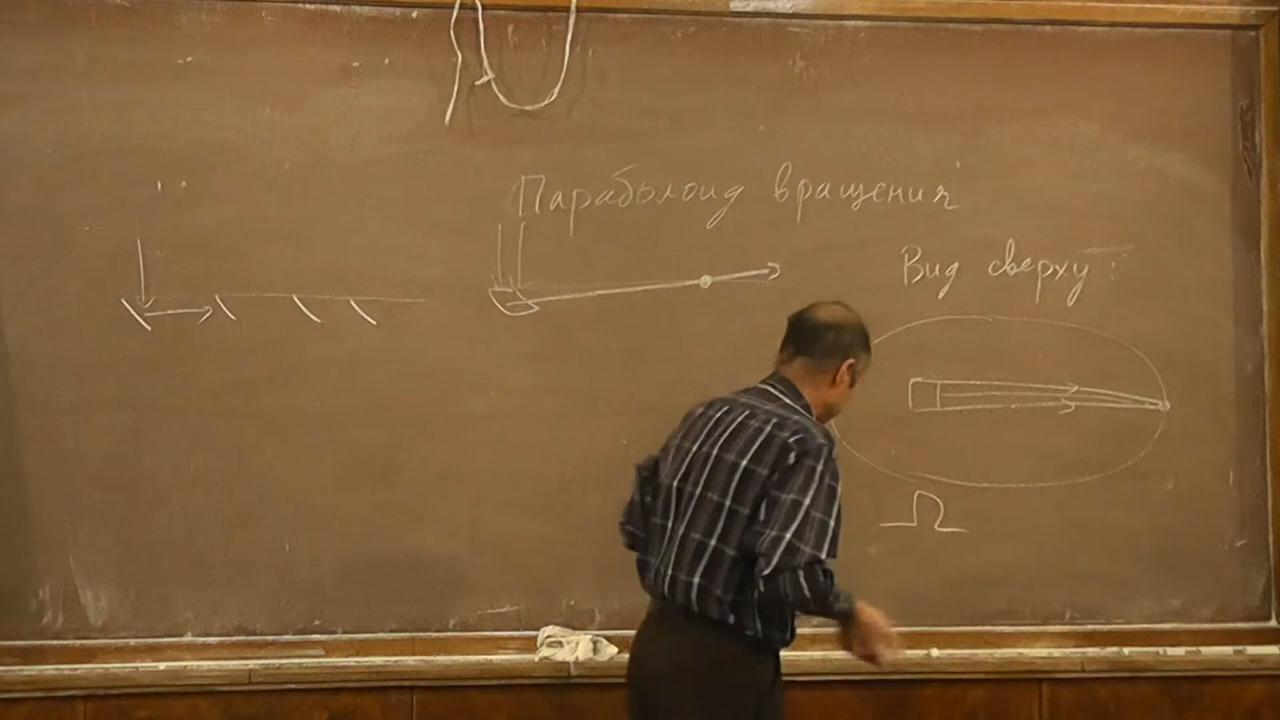 Параболоид вращения
Вид сверху: